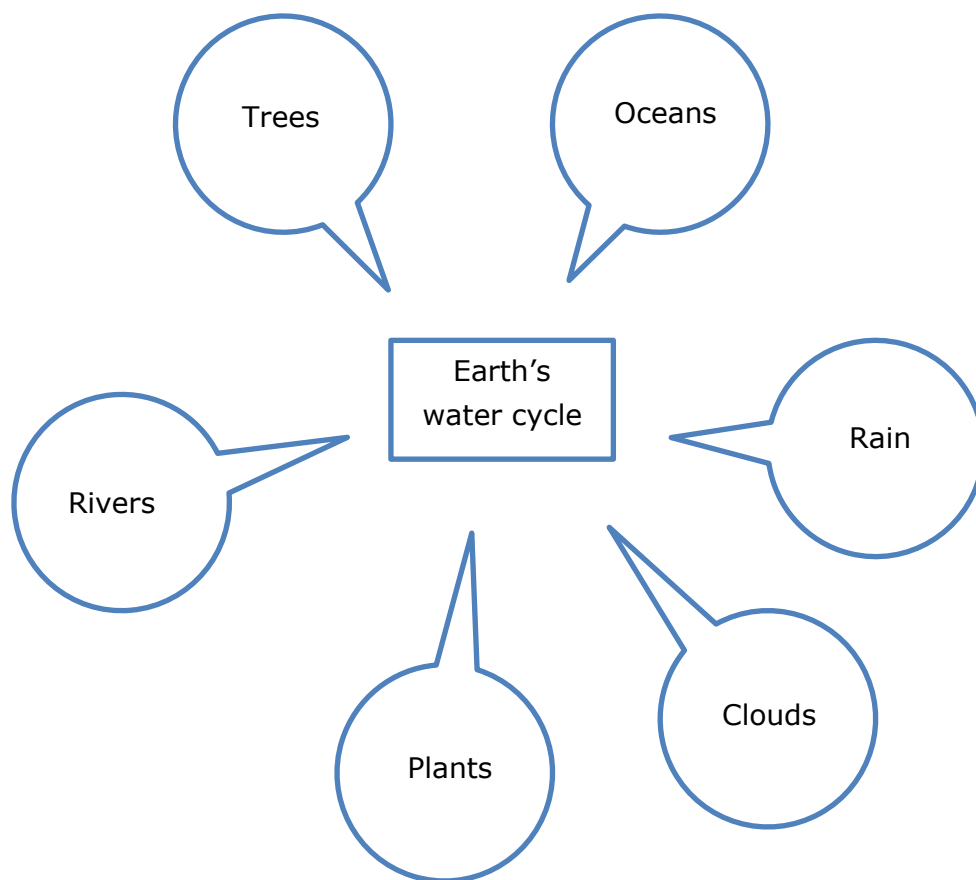 Trees
Oceans
Earth’s
water cycle
Rain
Rivers
Clouds
Plants